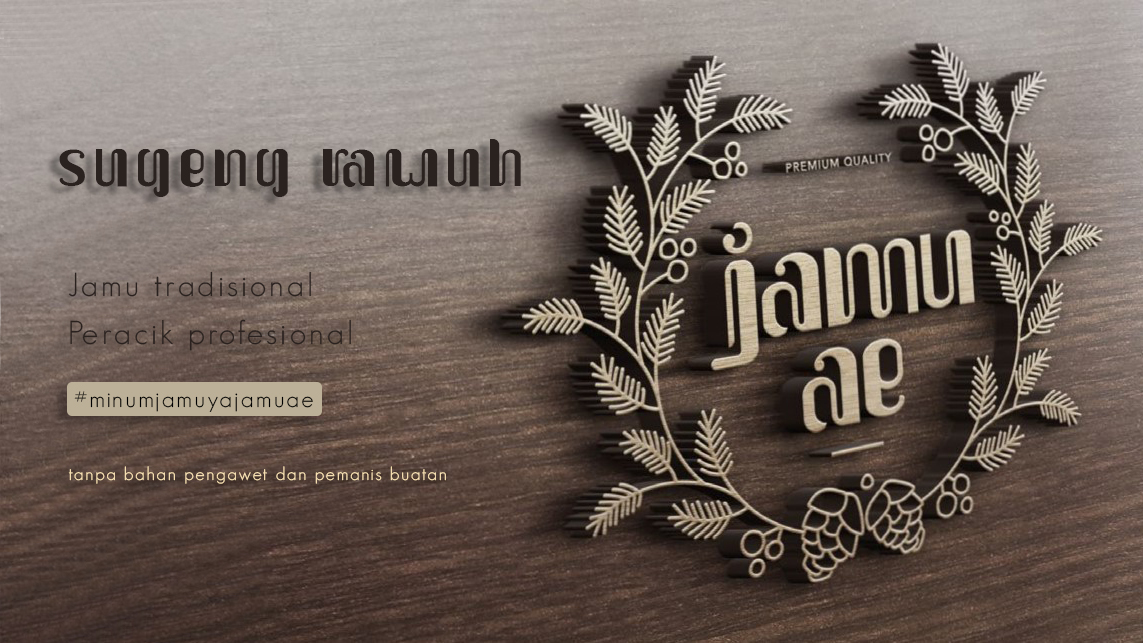 sugeng rawuh
Jamu tradisional
Peracik profesional
#minumjamuyajamuae
tanpa bahan pengawet dan pemanis buatan
PREMIUM QUALITY
jamu
ae